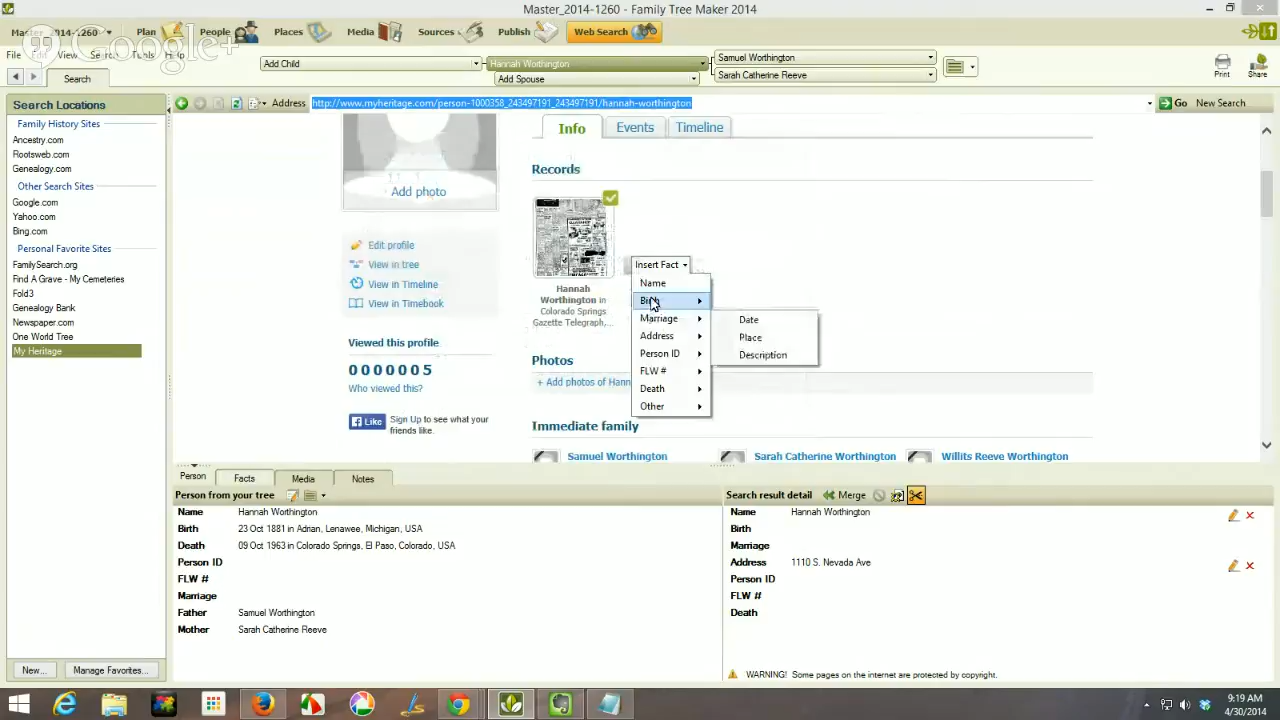 Master_2014-1260 - Family Tree Maker 2014
Master_2014-1260 Plan People Places Media Sources Publish Web Search
Google+
File Edit View Search Tools Help
Add Child
Hannah Worthington
Add Spouse
Samuel Worthington
Sarah Catherine Reeve
Print Share
Search
Address http://www.myheritage.com/person-1000358_243497191_243497191/hannah-worthington Go New Search
Search Locations
Family History Sites
Ancestry.com
Rootsweb.com
Genealogy.com
Other Search Sites
Google.com
Yahoo.com
Bing.com
Personal Favorite Sites
FamilySearch.org
Find A Grave - My Cemeteries
Fold3
Genealogy Bank
Newspaper.com
One World Tree
My Heritage
New... Manage Favorites...
Add photo
Edit profile
View in tree
View in Timeline
View in Timebook
Viewed this profile
0000005
Who viewed this?
Like Sign Up to see what your
friends like.
Info Events Timeline
Records
Hannah
Worthington in
Colorado Springs
Gazette Telegraph,...
Insert Fact
Name
Birth
Marriage
Address
Person ID
FLW #
Death
Other
Date
Place
Description
Photos
+ Add photos of Hann
Immediate family
Samuel Worthington Sarah Catherine Worthington Willits Reeve Worthington
Person Facts Media Notes
Person from your tree
Name Hannah Worthington
Birth 23 Oct 1881 in Adrian, Lenawee, Michigan, USA
Death 09 Oct 1963 in Colorado Springs, El Paso, Colorado, USA
Person ID
FLW #
Marriage
Father Samuel Worthington
Mother Sarah Catherine Reeve
Search result detail Merge
Name Hannah Worthington
Birth
Marriage
Address 1110 S. Nevada Ave
Person ID
FLW #
Death
WARNING! Some pages on the internet are protected by copyright.
9:19 AM
4/30/2014